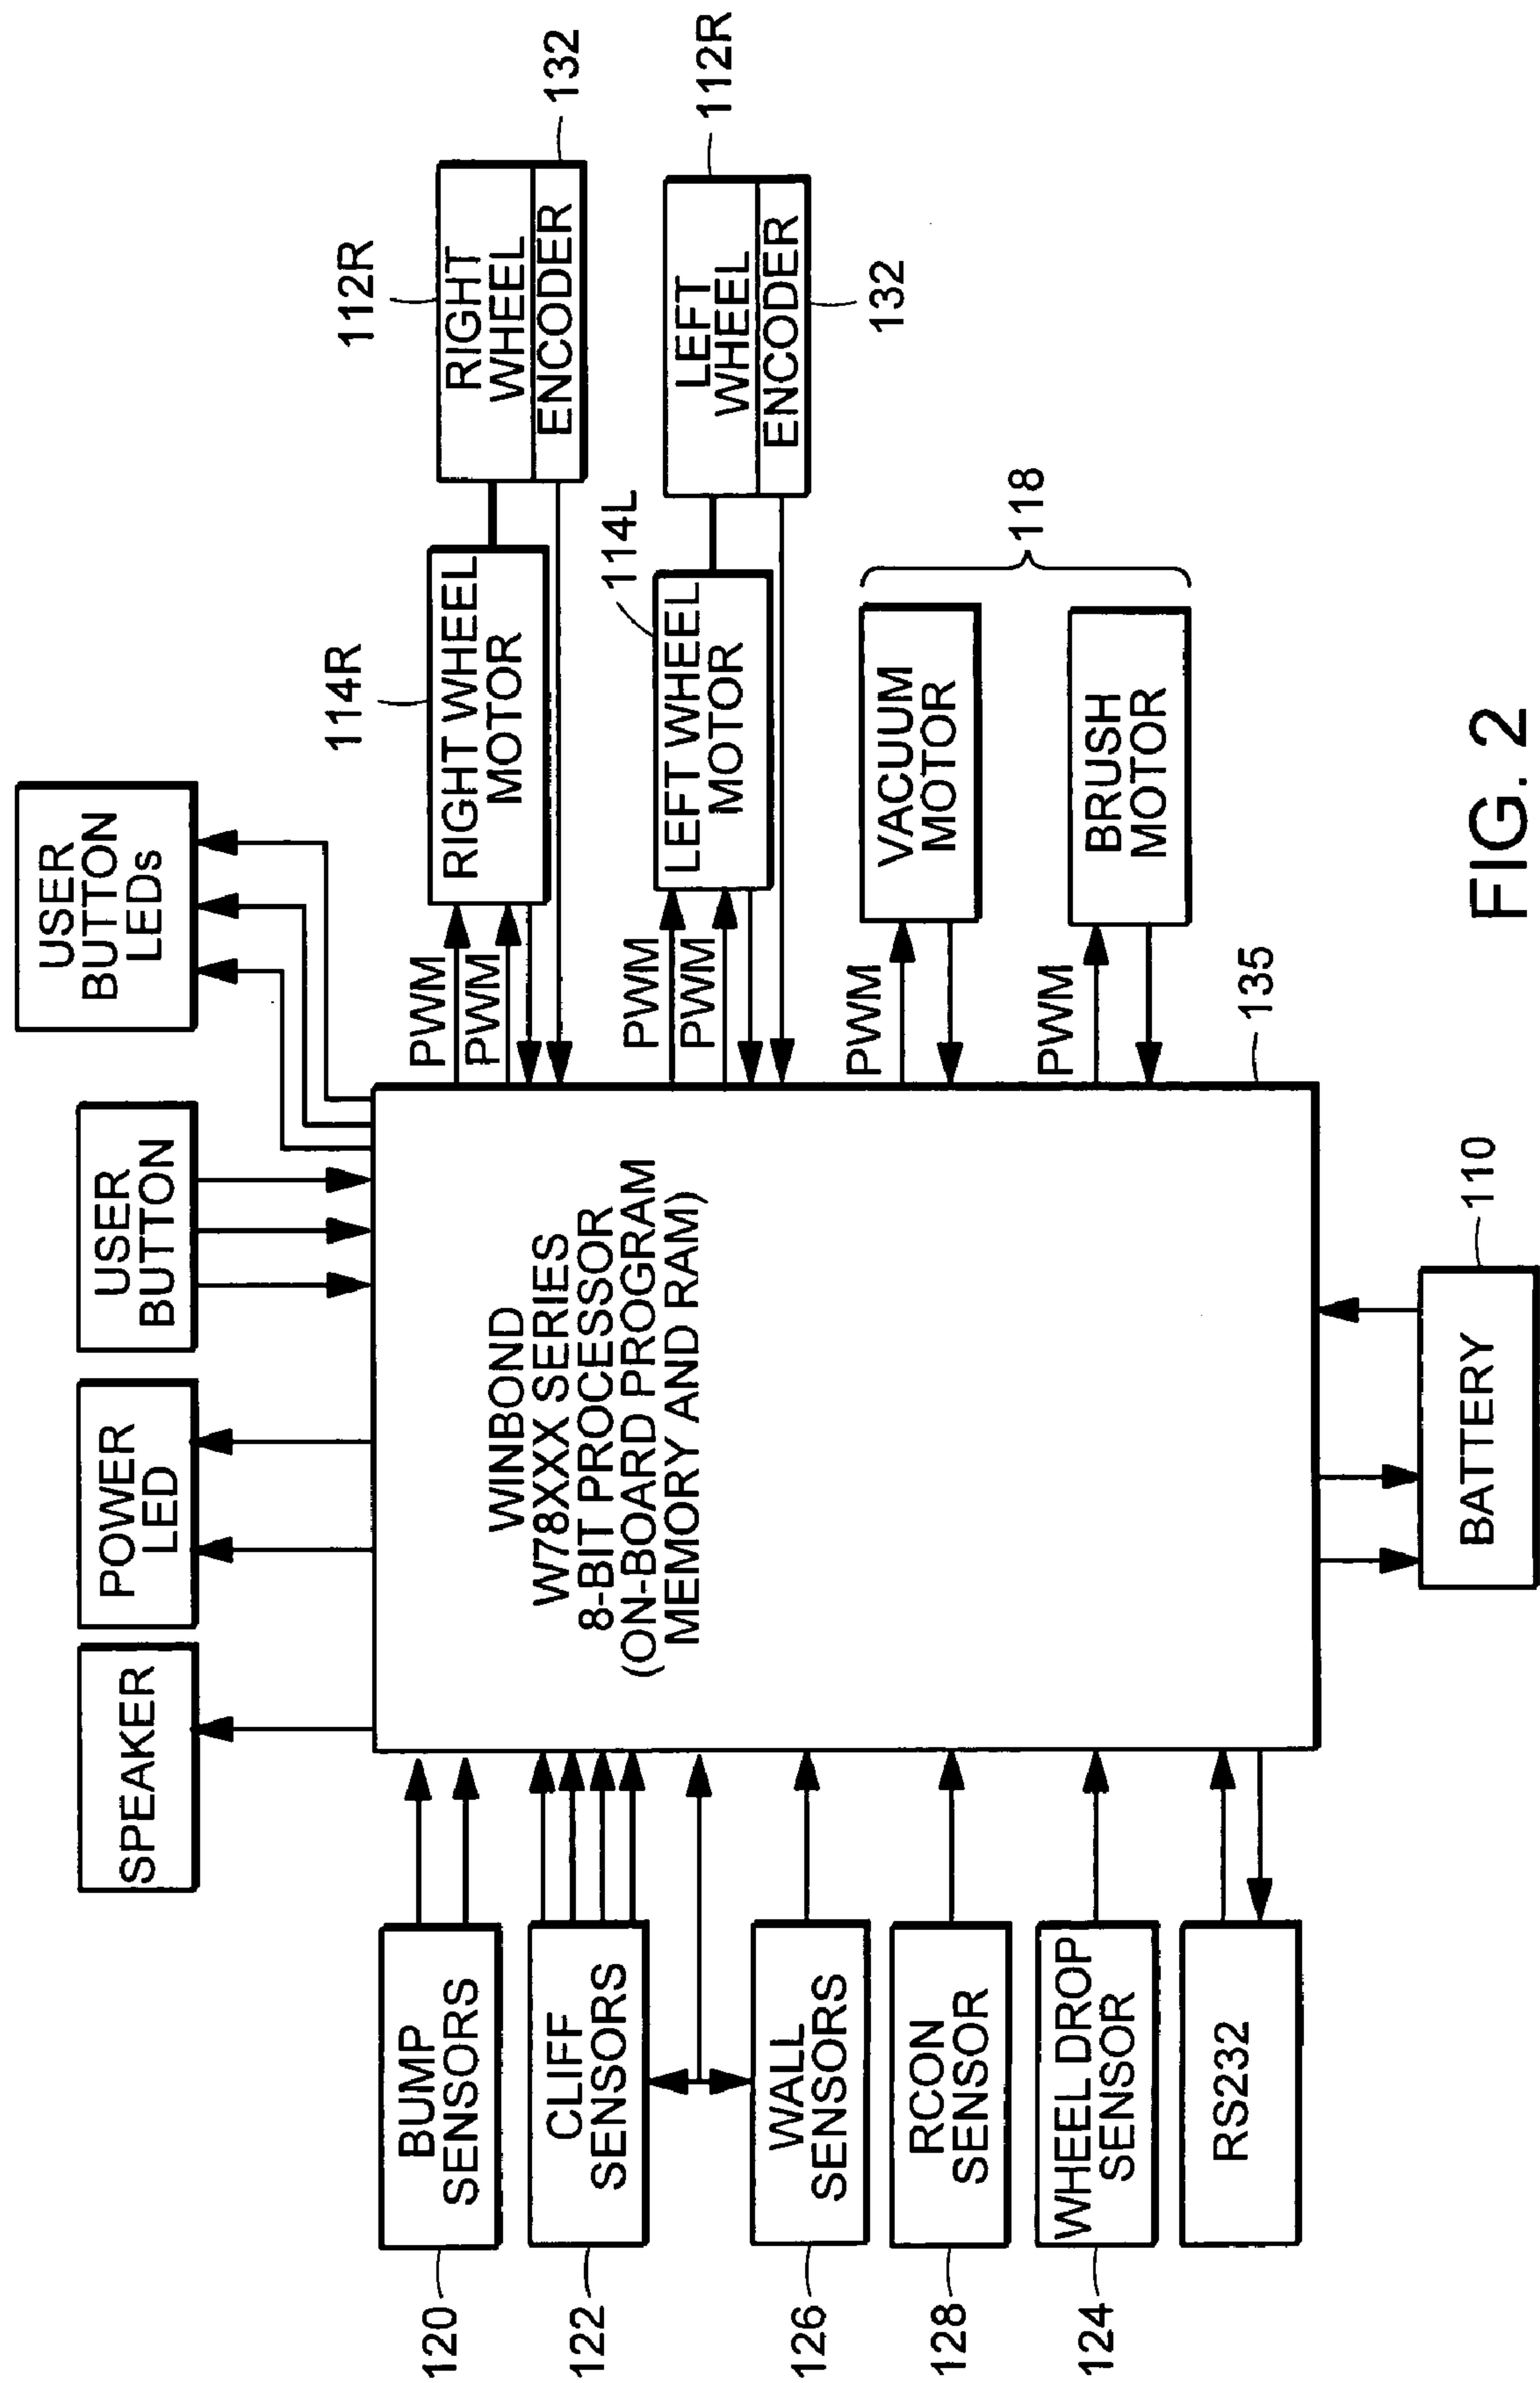 SPEAKER
POWER
LED
USER
BUTTON
USER
BUTTON
LEDs
BUMP
SENSORS
120
CLIFF
SENSORS
122
WALL
SENSORS
126
RCON
SENSOR
128
WHEEL DROP
SENSOR
124
RS232
WINBOND
W78XXX SERIES
8-BIT PROCESSOR
(ON-BOARD PROGRAM
MEMORY AND RAM)
135
PWM
PWM
RIGHT WHEEL
MOTOR
114R
RIGHT
WHEEL
ENCODER
112R
132
PWM
PWM
LEFT WHEEL
MOTOR
114L
LEFT
WHEEL
ENCODER
112R
132
PWM
VACUUM
MOTOR
PWM
BRUSH
MOTOR
118
BATTERY
110
FIG. 2